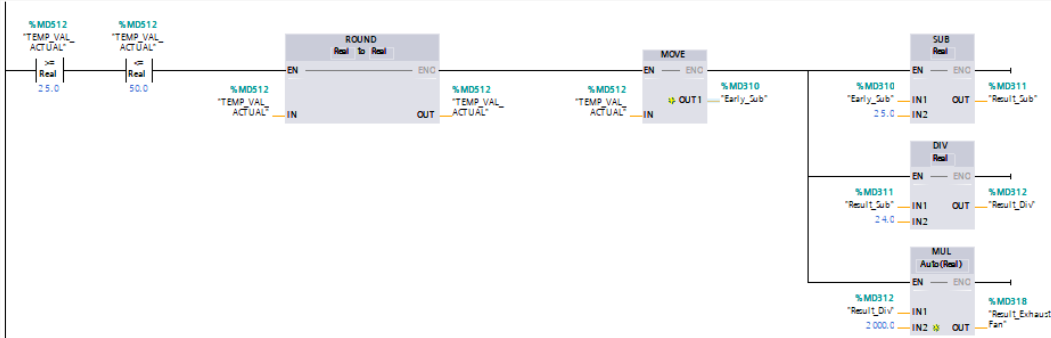 %MD512
"TEMP_VAL_
ACTUAL"
>=
Real
25.0
%MD512
"TEMP_VAL_
ACTUAL"
<=
Real
50.0
ROUND
Real to Real
EN
ENO
%MD512
"TEMP_VAL_
ACTUAL"
IN
OUT
%MD512
"TEMP_VAL_
ACTUAL"
MOVE
EN
ENO
%MD512
"TEMP_VAL_
ACTUAL"
IN
OUT1
%MD310
"Early_Sub"
SUB
Real
EN
ENO
%MD310
"Early_Sub"
IN1
25.0
IN2
OUT
%MD311
"Result_Sub"
DIV
Real
EN
ENO
%MD311
"Result_Sub"
IN1
24.0
IN2
OUT
%MD312
"Result_Div"
MUL
Auto (Real)
EN
ENO
%MD312
"Result_Div"
IN1
2000.0
IN2
OUT
%MD318
"Result_Exhaust
Fan"